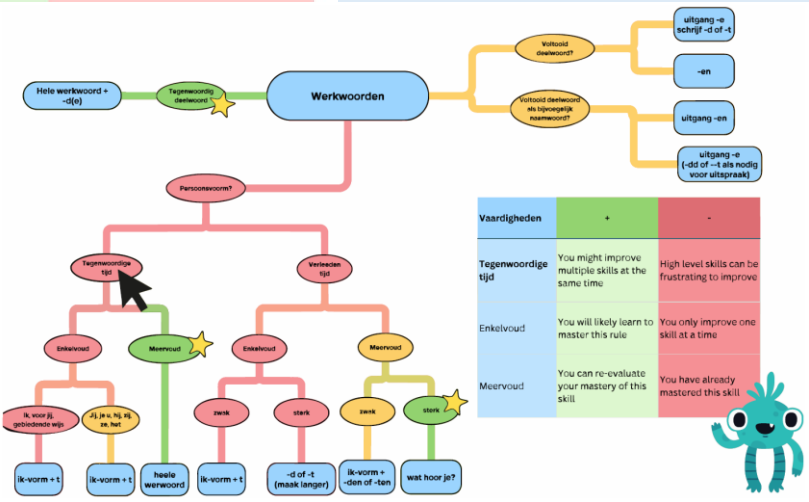 Werkwoorden
Hele werkwoord +
-d(e)
Tegenwoordig
deelwoord
Voltooid
deelwoord?
uitgang -e
schrijf -d of -t
-en
Voltooid deelwoord
als bijvoegelijk
naamwoord?
uitgang -en
uitgang -e
(-dd of --t als nodig
voor uitspraak)
Persoonsvorm?
Tegenwoordige
tijd
Verleeden
tijd
Enkelvoud
Meervoud
Enkelvoud
Meervoud
Ik, voor jij,
gebiedende wijs
Jij, je u, hij, zij,
ze, het
zwak
sterk
zwak
sterk
ik-vorm + t
ik-vorm + t
heele
werwoord
ik-vorm + t
-d of -t
(maak langer)
ik-vorm +
-den of -ten
wat hoor je?
Vaardigheden
+
-
Tegenwoordige
tijd
You might improve
multiple skills at the
same time
High level skills can be
frustrating to improve
Enkelvoud
You will likely learn to
master this rule
You only improve one
skill at a time
Meervoud
You can re-evaluate
your mastery of this
skill
You have already
mastered this skill